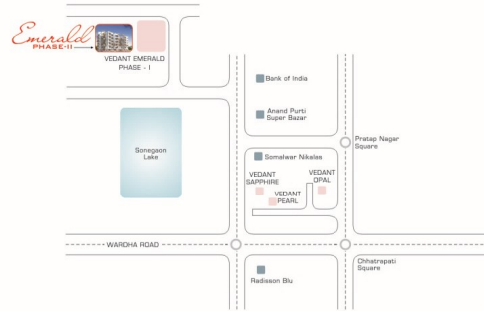 Emerald
PHASE-II
VEDANT EMERALD
PHASE - I
Bank of India
Anand Purti
Super Bazar
Pratap Nagar
Square
Sonegaon
Lake
Somalwar Nikalas
VEDANT
SAPPHIRE
VEDANT
OPAL
VEDANT
PEARL
WARDHA ROAD
Chhatrapati
Square
Radisson Blu